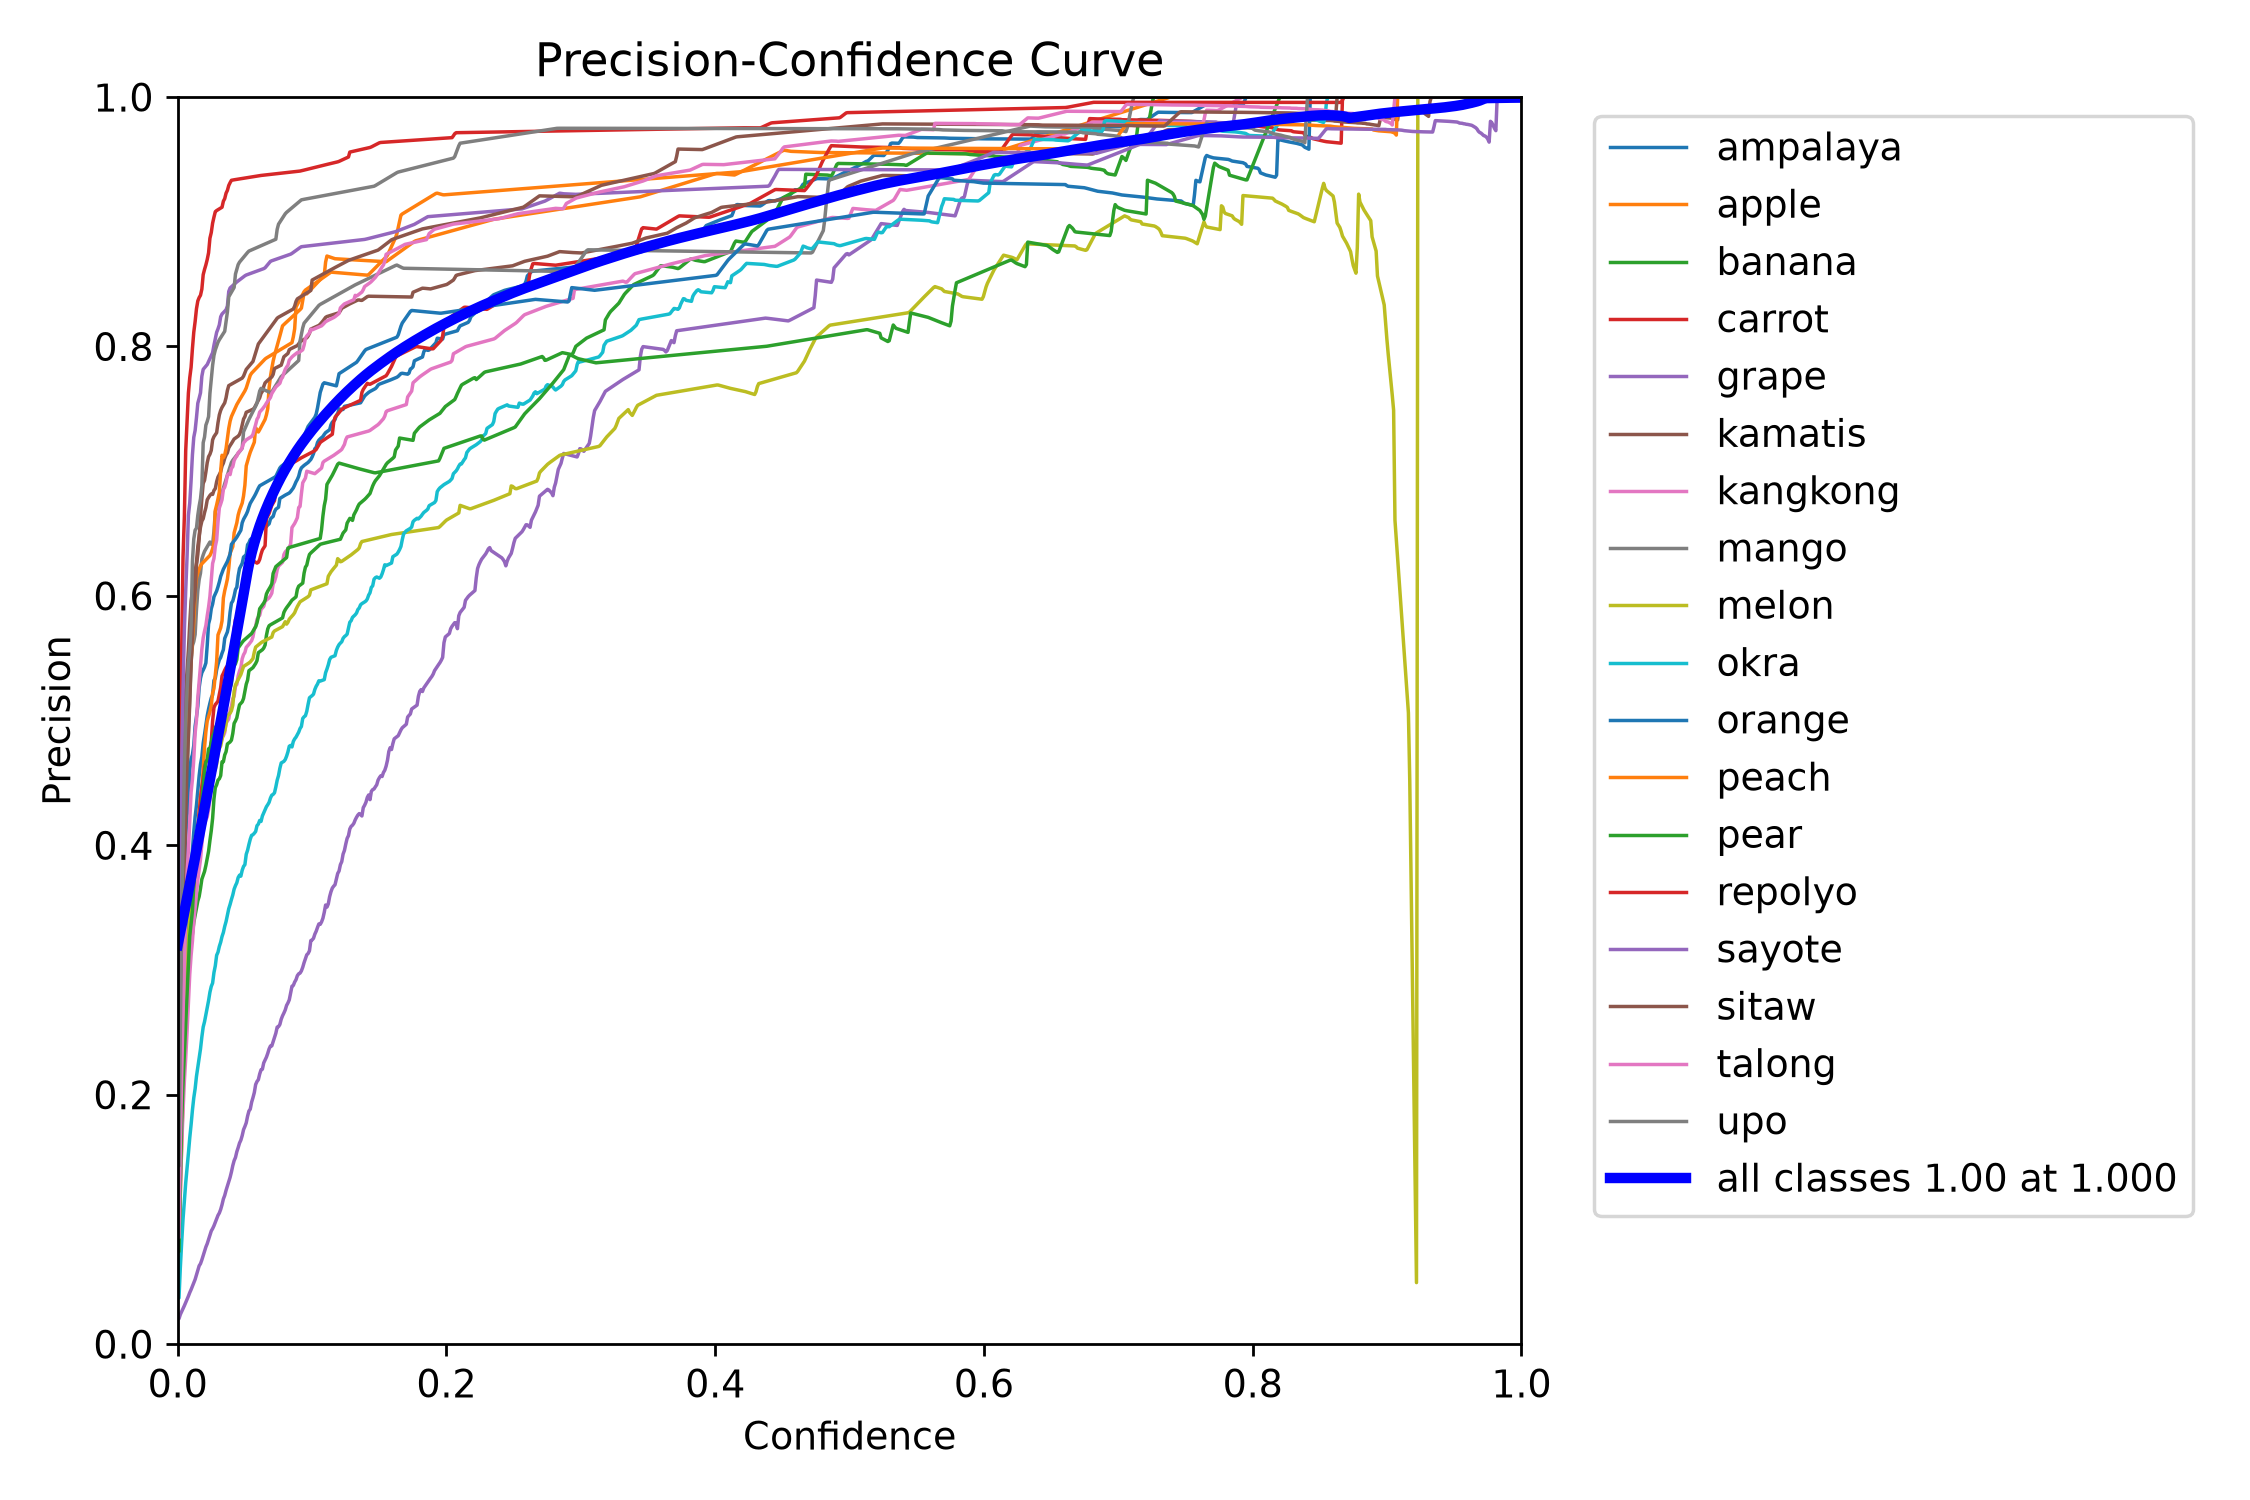 Precision-Confidence Curve
1.0
0.8
0.6
0.4
0.2
0.0
Precision
0.0 0.2 0.4 0.6 0.8 1.0
Confidence
ampalaya
apple
banana
carrot
grape
kamatis
kangkong
mango
melon
okra
orange
peach
pear
repolyo
sayote
sitaw
talong
upo
all classes 1.00 at 1.000